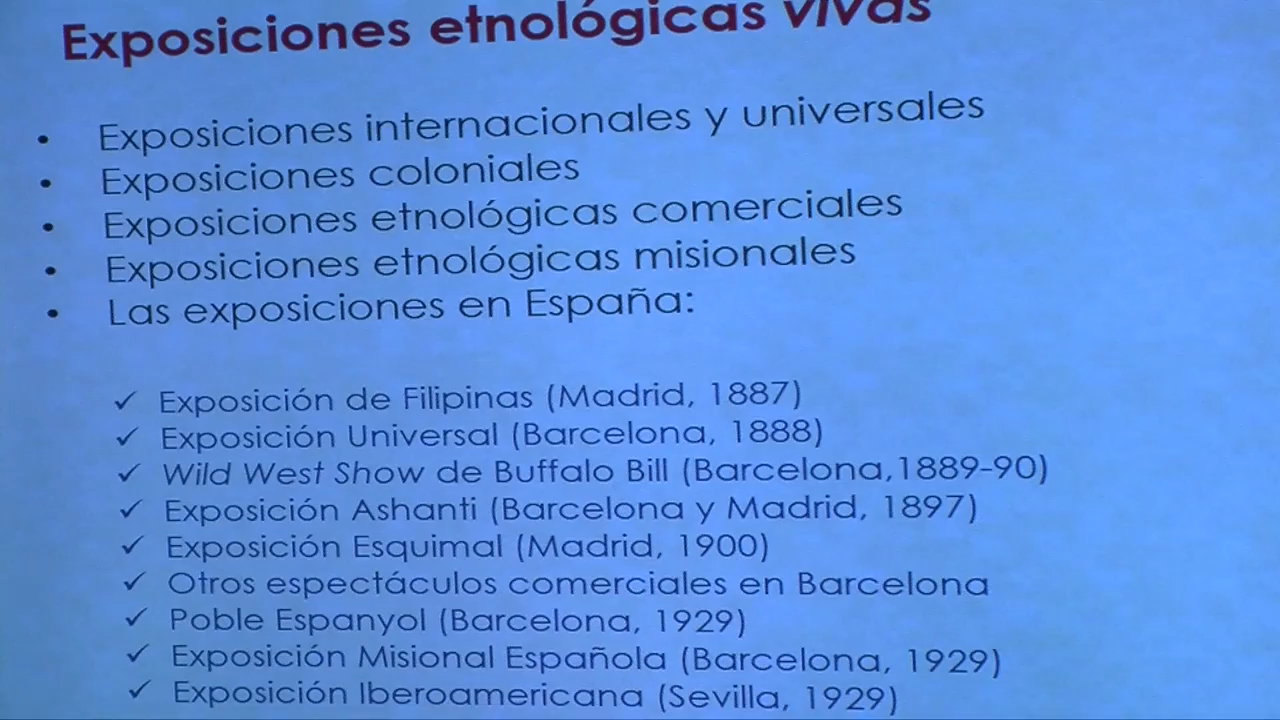 Exposiciones etnológicas vivas
• Exposiciones internacionales y universales
• Exposiciones coloniales
• Exposiciones etnológicas comerciales
• Exposiciones etnológicas misionales
• Las exposiciones en España:
✓ Exposición de Filipinas (Madrid, 1887)
✓ Exposición Universal (Barcelona, 1888)
✓ Wild West Show de Buffalo Bill (Barcelona,1889-90)
✓ Exposición Ashanti (Barcelona y Madrid, 1897)
✓ Exposición Esquimal (Madrid, 1900)
✓ Otros espectáculos comerciales en Barcelona
✓ Poble Espanyol (Barcelona, 1929)
✓ Exposición Misional Española (Barcelona, 1929)
✓ Exposición Iberoamericana (Sevilla, 1929)